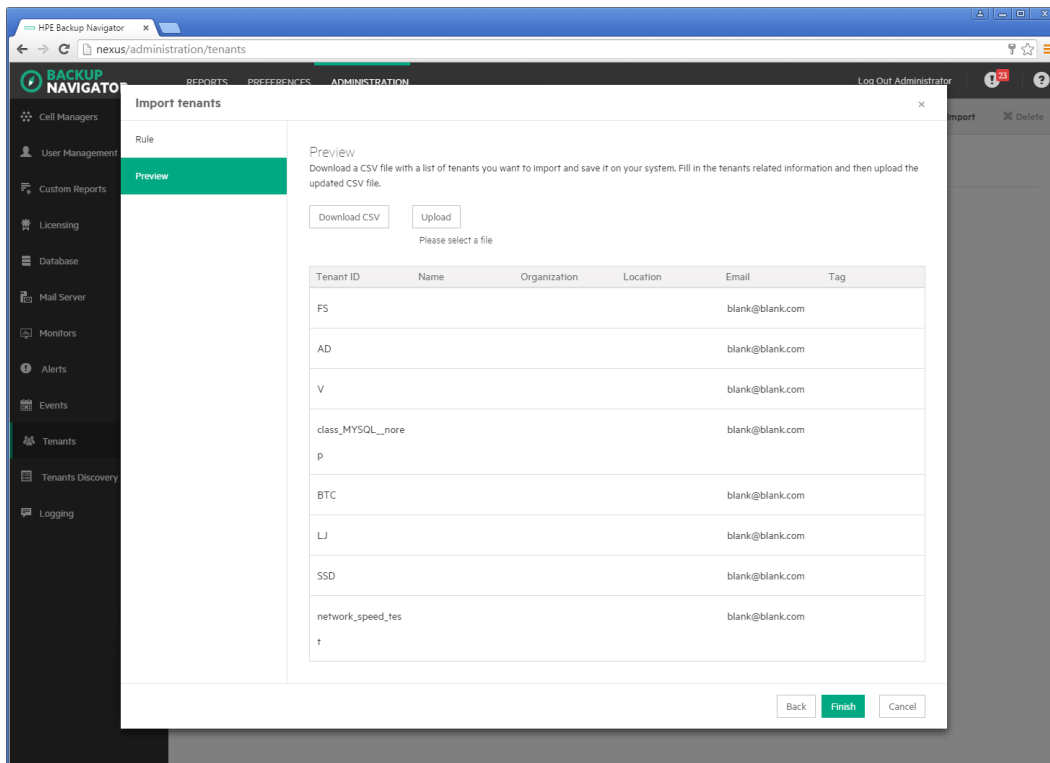 HPE Backup Navigator
nexus/administration/tenants
BACKUP
NAVIGATOR
REPORTS PREFERENCES ADMINISTRATION
Log Out Administrator
23
Import tenants
Import Delete
Cell Managers
User Management
Custom Reports
Licensing
Database
Mail Server
Monitors
Alerts
Events
Tenants
Tenants Discovery
Logging
Rule
Preview
Preview
Download a CSV file with a list of tenants you want to import and save it on your system. Fill in the tenants related information and then upload the
updated CSV file.
Download CSV Upload
Please select a file
Tenant ID Name Organization Location Email Tag
FS blank@blank.com
AD blank@blank.com
V blank@blank.com
class_MYSQL__nore blank@blank.com
p
BTC blank@blank.com
LJ blank@blank.com
SSD blank@blank.com
network_speed_tes blank@blank.com
t
Back Finish Cancel